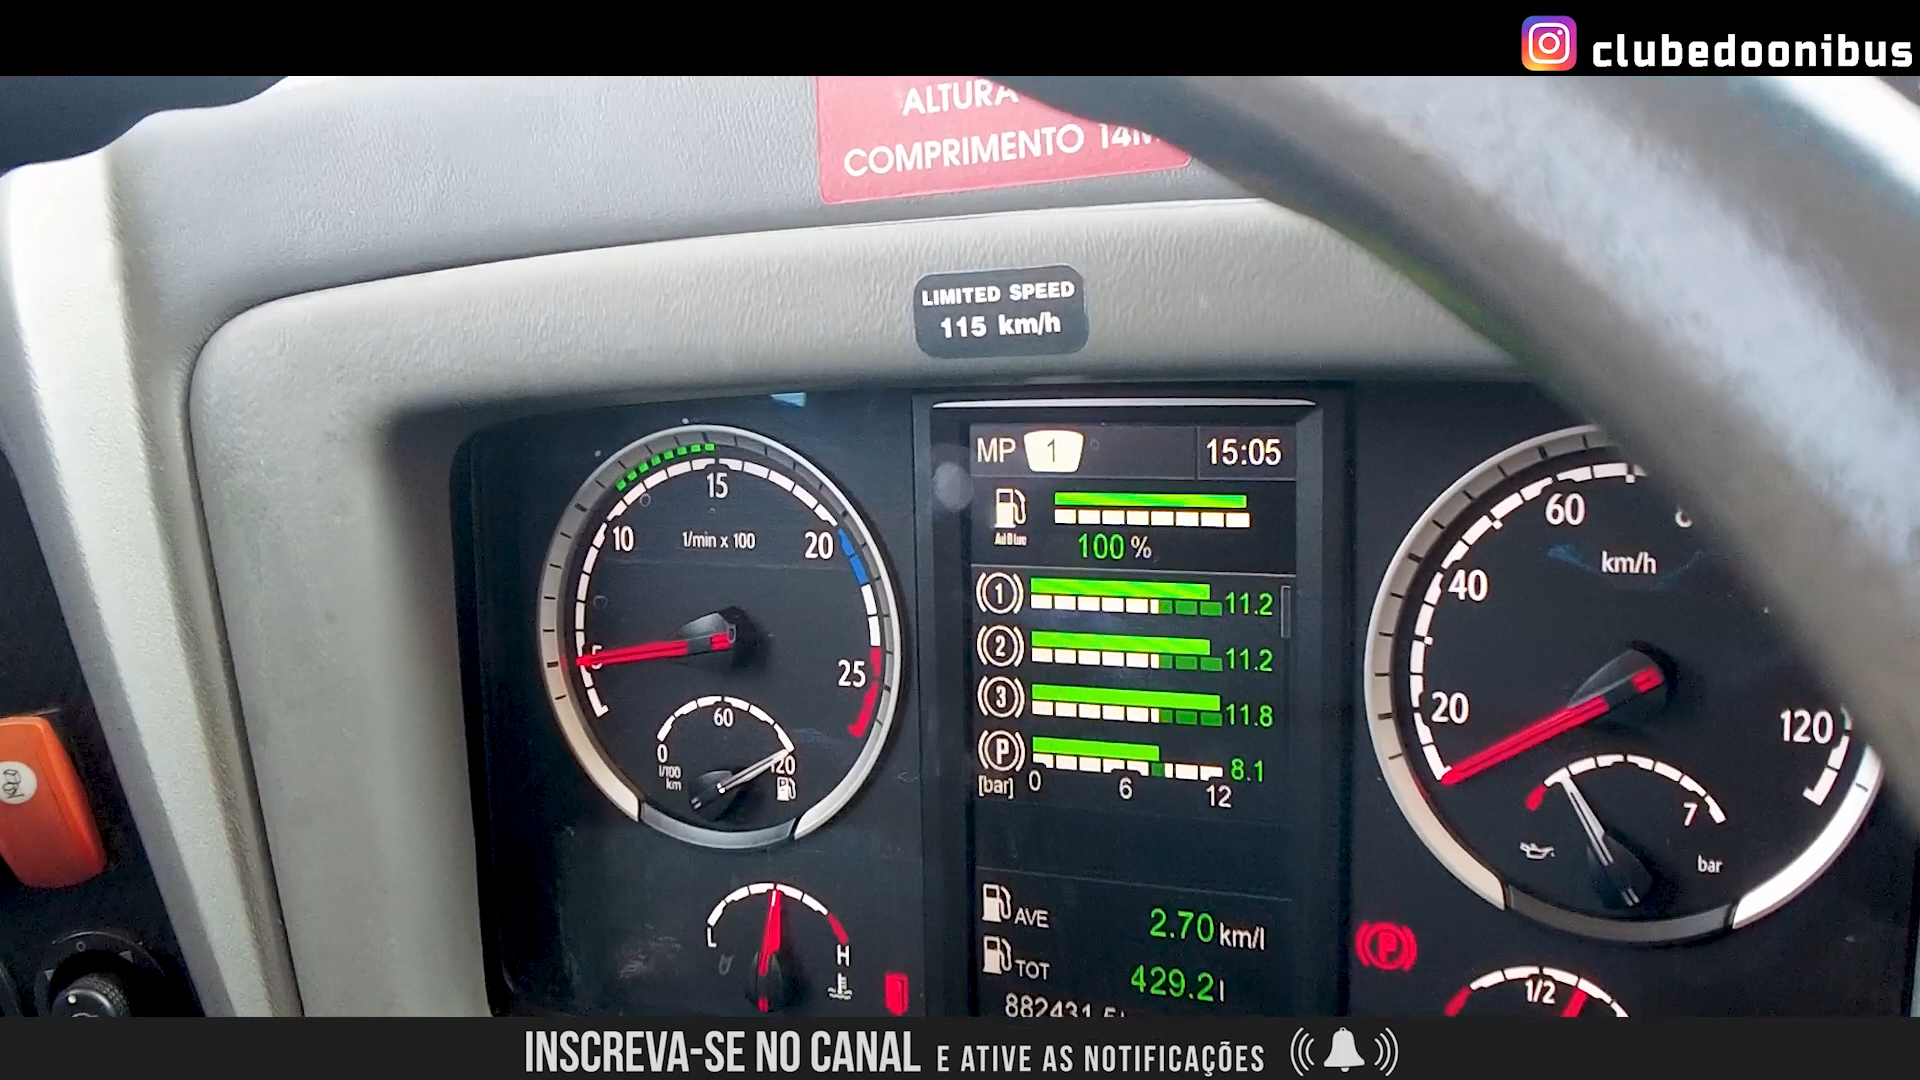 clubedoonibus
ALTURA
COMPRIMENTO 14M
LIMITED SPEED
115 km/h
MP 1 15:05
AdBlue
100 %
1 11.2
2 11.2
3 11.8
P 8.1
[bar] 0 6 12
AVE 2.70 km/l
TOT 429.2 l
882431.5
5 10 15 20 25
1/min x 100
0 60 120
l/100
km
L H
20 40 60 120
km/h
7
bar
P
1/2
INSCREVA-SE NO CANAL E ATIVE AS NOTIFICAÇÕES